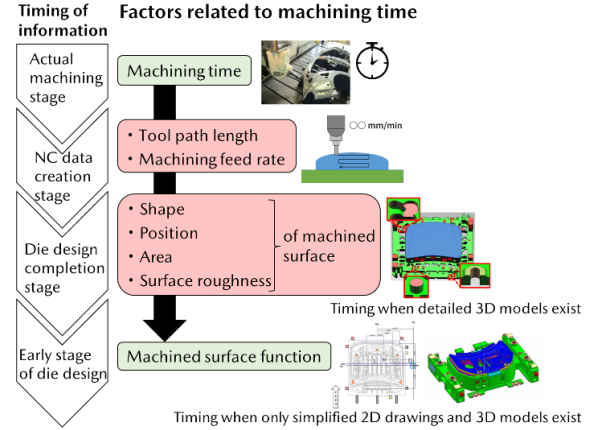 Timing of
information
Factors related to machining time
Actual
machining
stage
Machining time
NC data
creation
stage
・Tool path length
・Machining feed rate
○○ mm/min
Die design
completion
stage
・Shape
・Position
・Area
・Surface roughness
of machined
surface
Timing when detailed 3D models exist
Early stage
of die design
Machined surface function
Timing when only simplified 2D drawings and 3D models exist